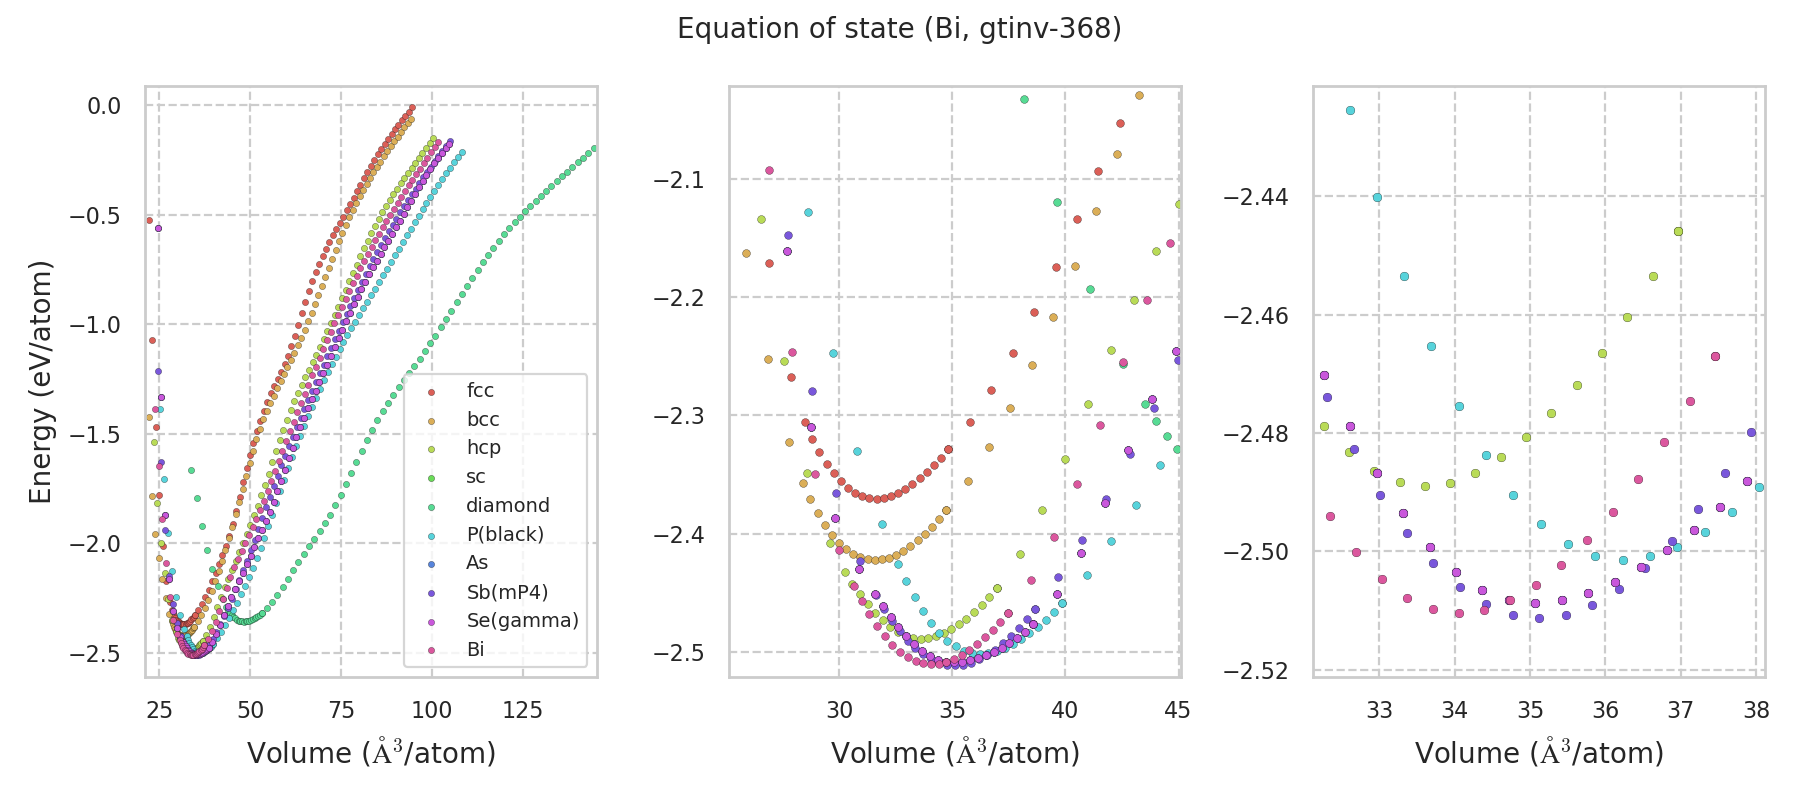 Equation of state (Bi, gtinv-368)
Energy (eV/atom)
0.0
−0.5
−1.0
−1.5
−2.0
−2.5
25 50 75 100 125
Volume (Å³/atom)
fcc
bcc
hcp
sc
diamond
P(black)
As
Sb(mP4)
Se(gamma)
Bi
−2.1
−2.2
−2.3
−2.4
−2.5
30 35 40 45
Volume (Å³/atom)
−2.44
−2.46
−2.48
−2.50
−2.52
33 34 35 36 37 38
Volume (Å³/atom)